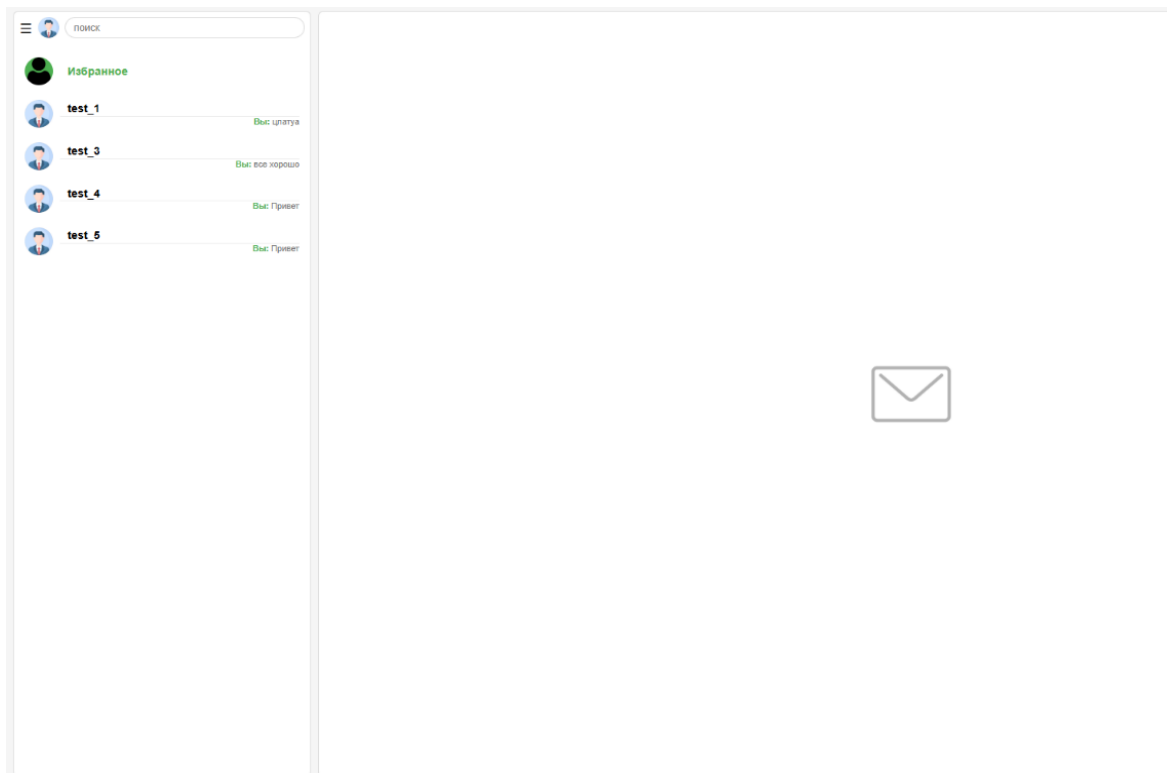 поиск
Избранное
test_1
Вы: цпатуа
test_3
Вы: все хорошо
test_4
Вы: Привет
test_5
Вы: Привет